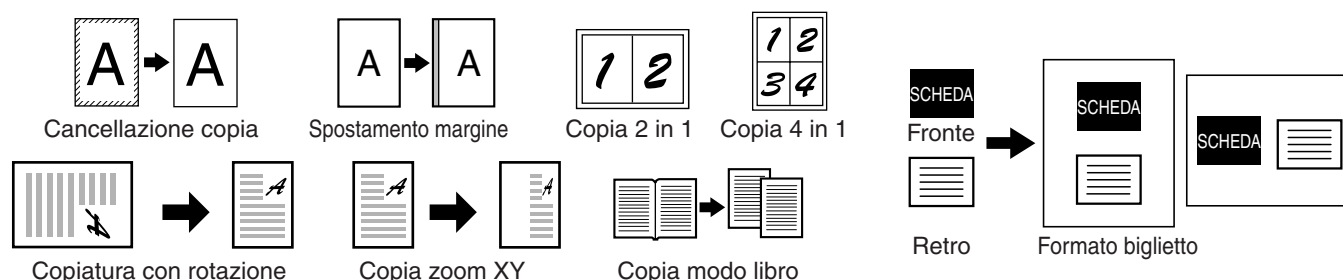 A A
Cancellazione copia
A A
Spostamento margine
1 2
Copia 2 in 1
1 2
3 4
Copia 4 in 1
A A
Copiatura con rotazione
A A
Copia zoom XY
Copia modo libro
SCHEDA
Fronte
Retro
SCHEDA
SCHEDA
Formato biglietto